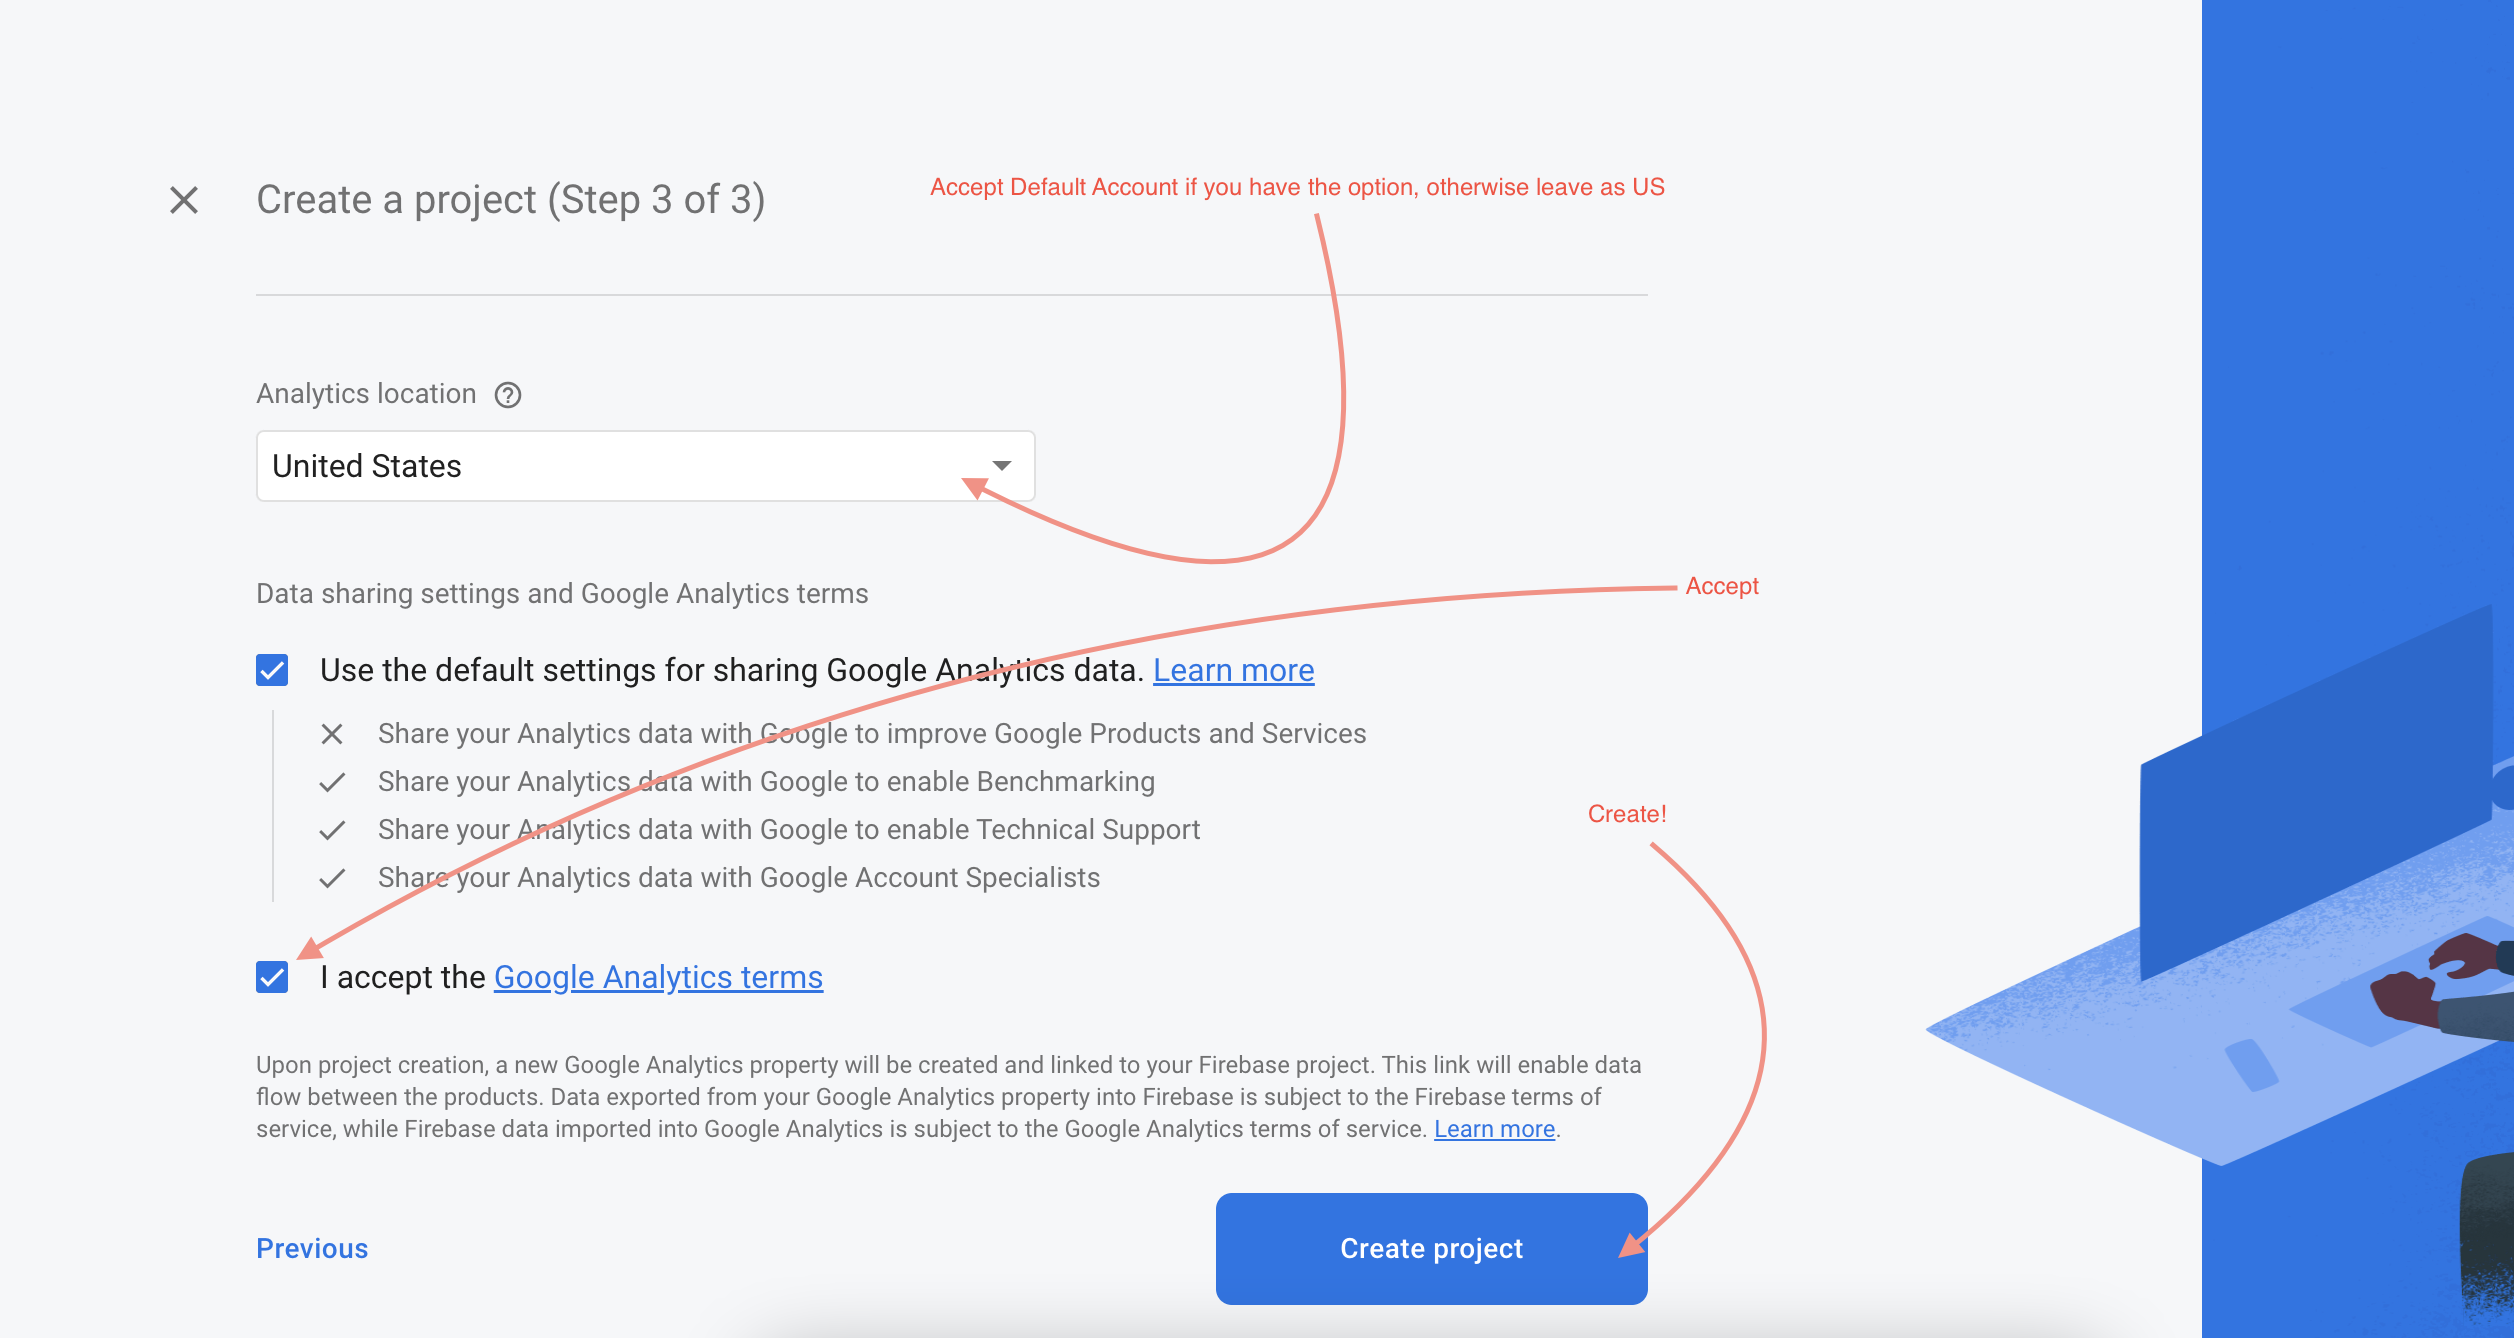 Create a project (Step 3 of 3)
Accept Default Account if you have the option, otherwise leave as US
Analytics location
United States
Data sharing settings and Google Analytics terms
Accept
Use the default settings for sharing Google Analytics data. Learn more
Share your Analytics data with Google to improve Google Products and Services
Share your Analytics data with Google to enable Benchmarking
Share your Analytics data with Google to enable Technical Support
Share your Analytics data with Google Account Specialists
Create!
I accept the Google Analytics terms
Upon project creation, a new Google Analytics property will be created and linked to your Firebase project. This link will enable data
flow between the products. Data exported from your Google Analytics property into Firebase is subject to the Firebase terms of
service, while Firebase data imported into Google Analytics is subject to the Google Analytics terms of service. Learn more.
Previous
Create project